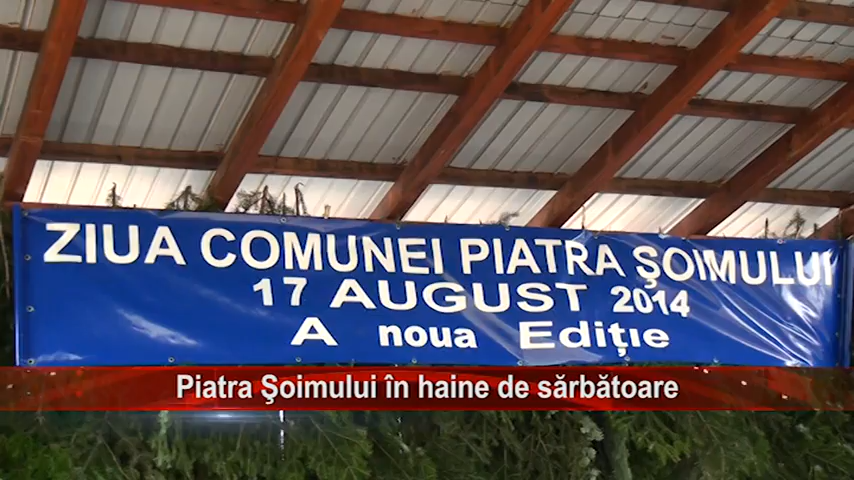 ZIUA COMUNEI PIATRA ŞOIMULUI
17 AUGUST 2014
A noua Ediţie
Piatra Şoimului în haine de sărbătoare